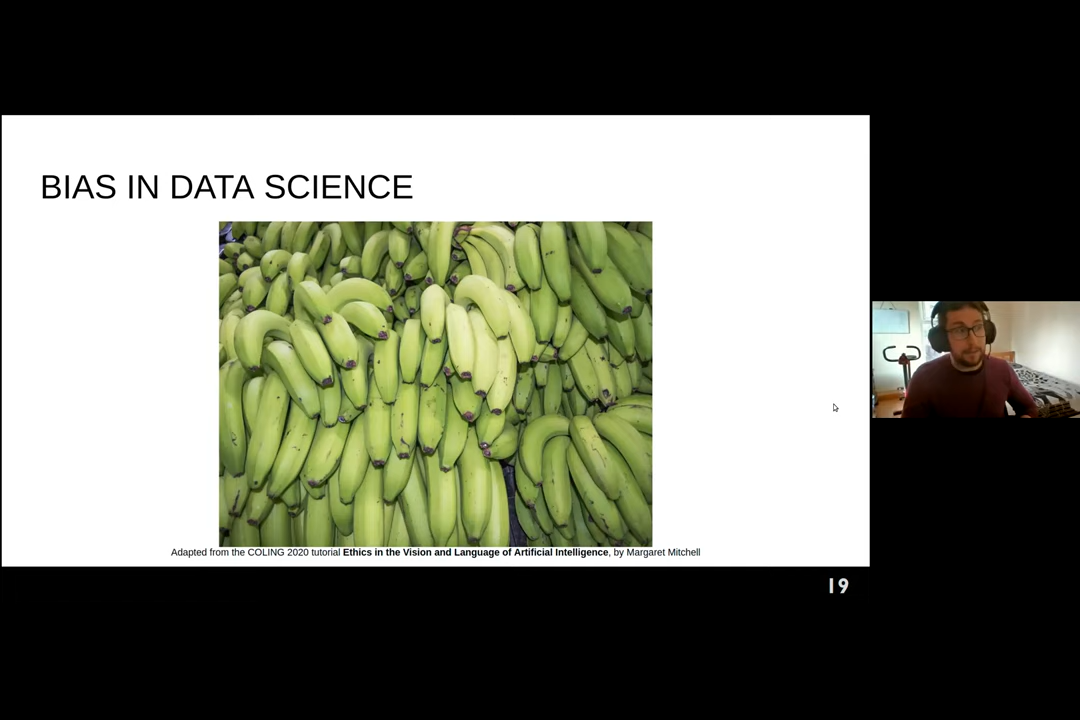 BIAS IN DATA SCIENCE
Adapted from the COLING 2020 tutorial Ethics in the Vision and Language of Artificial Intelligence, by Margaret Mitchell
19